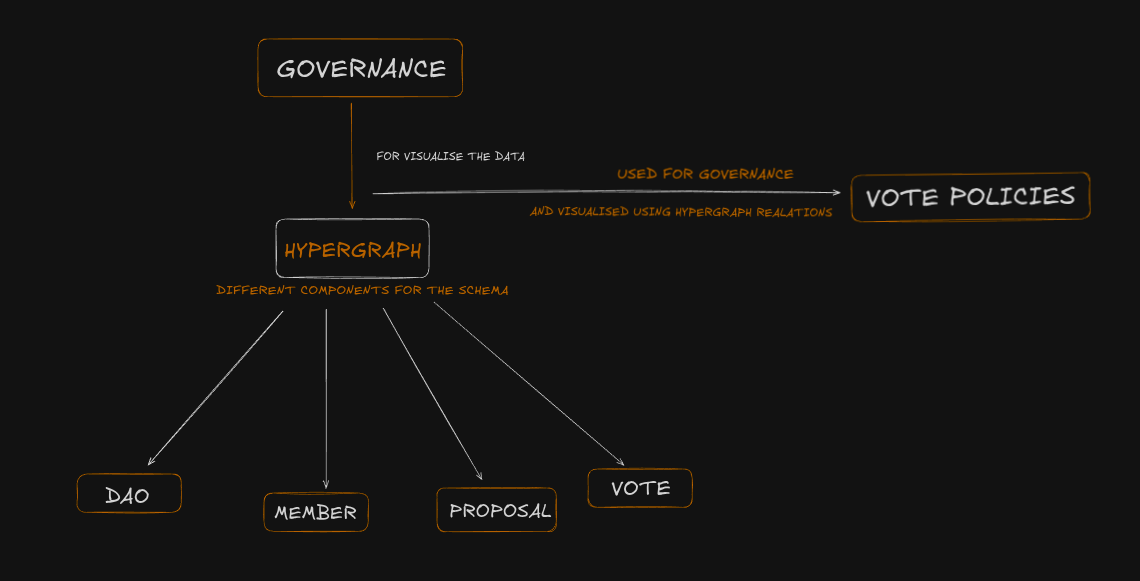 GOVERNANCE
FOR VISUALISE THE DATA
USED FOR GOVERNANCE
VOTE POLICIES
AND VISUALISED USING HYPERGRAPH REALATIONS
HYPERGRAPH
DIFFERENT COMPONENTS FOR THE SCHEMA
DAO
MEMBER
PROPOSAL
VOTE